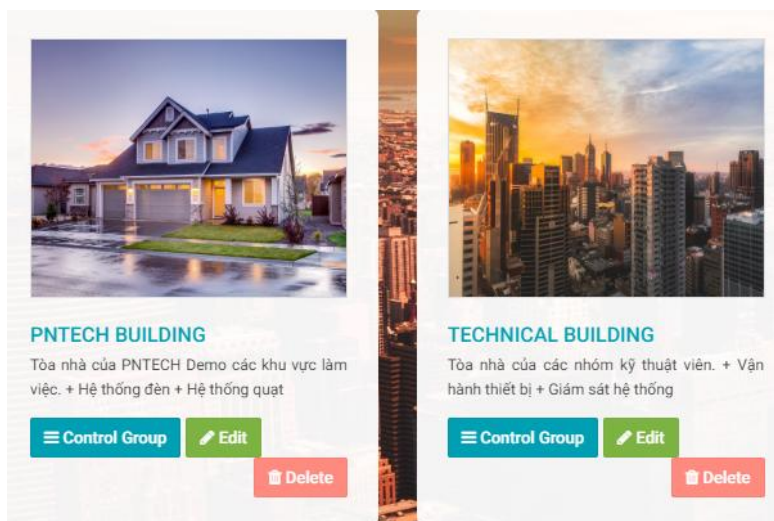 PNTECH BUILDING
Tòa nhà của PNTECH Demo các khu vực làm
việc. + Hệ thống đèn + Hệ thống quạt
Control Group
Edit
Delete
TECHNICAL BUILDING
Tòa nhà của các nhóm kỹ thuật viên. + Vận
hành thiết bị + Giám sát hệ thống
Control Group
Edit
Delete